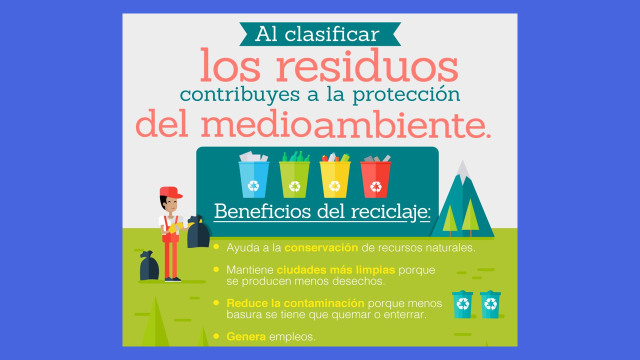 Al clasificar
los residuos
contribuyes a la protección
del medioambiente.
Beneficios del reciclaje:
Ayuda a la conservación de recursos naturales.
Mantiene ciudades más limpias porque
se producen menos desechos.
Reduce la contaminación porque menos
basura se tiene que quemar o enterrar.
Genera empleos.